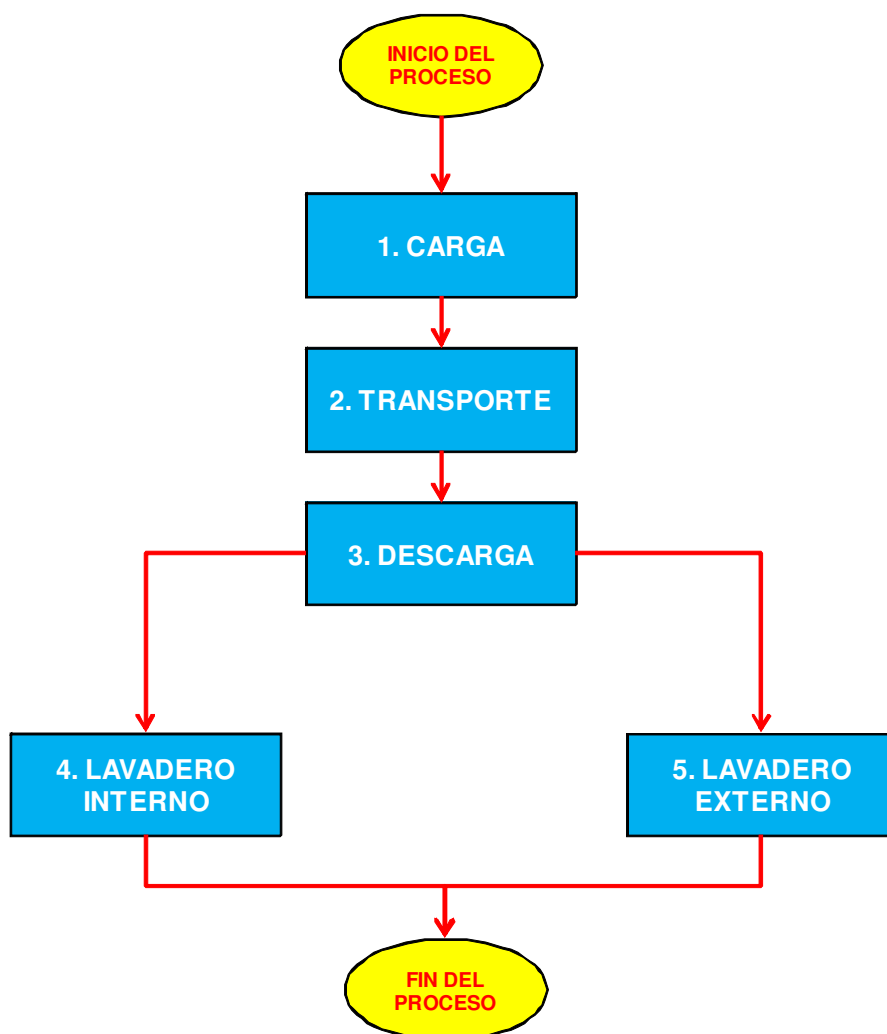 INICIO DEL
PROCESO
1. CARGA
2. TRANSPORTE
3. DESCARGA
4. LAVADERO
INTERNO
5. LAVADERO
EXTERNO
FIN DEL
PROCESO